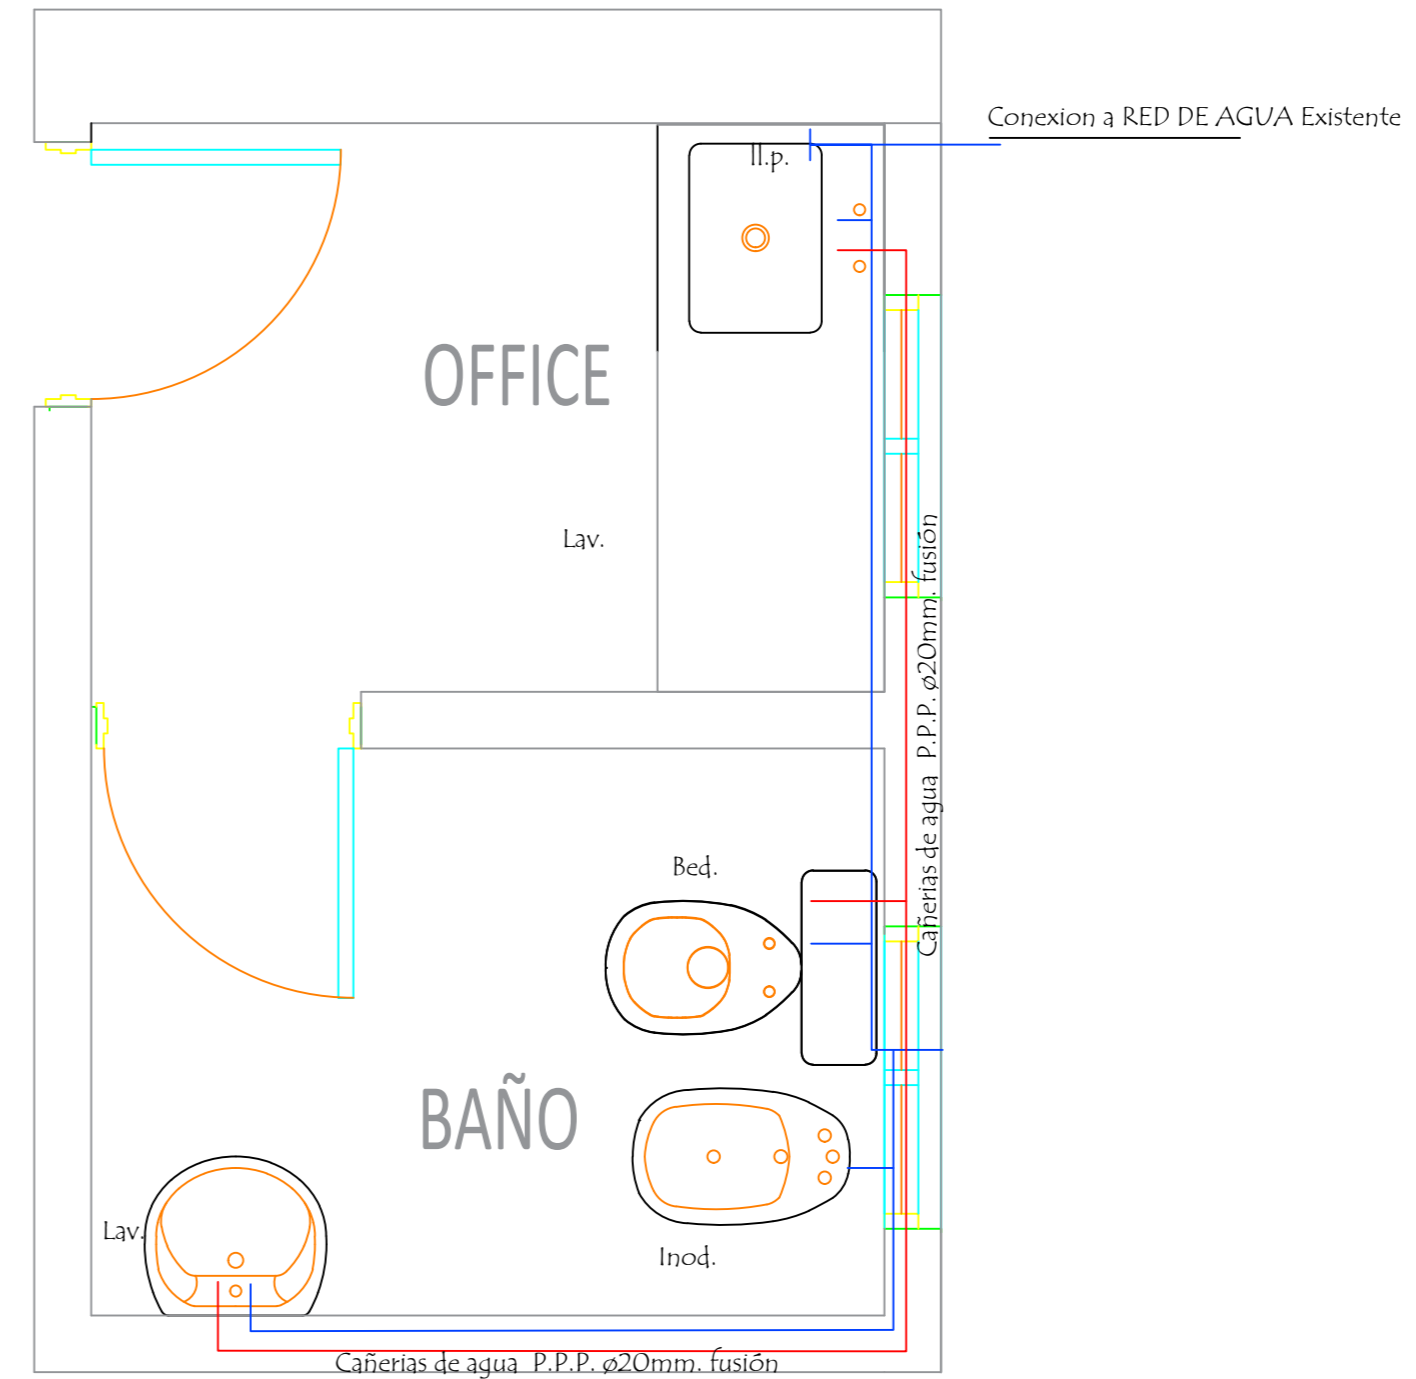 Conexion a RED DE AGUA Existente
ll.p.
OFFICE
Lav.
Cañerias de agua P.P.P. ø20mm. fusión
Bed.
BAÑO
Lav.
Inod.
Cañerias de agua P.P.P. ø20mm. fusión